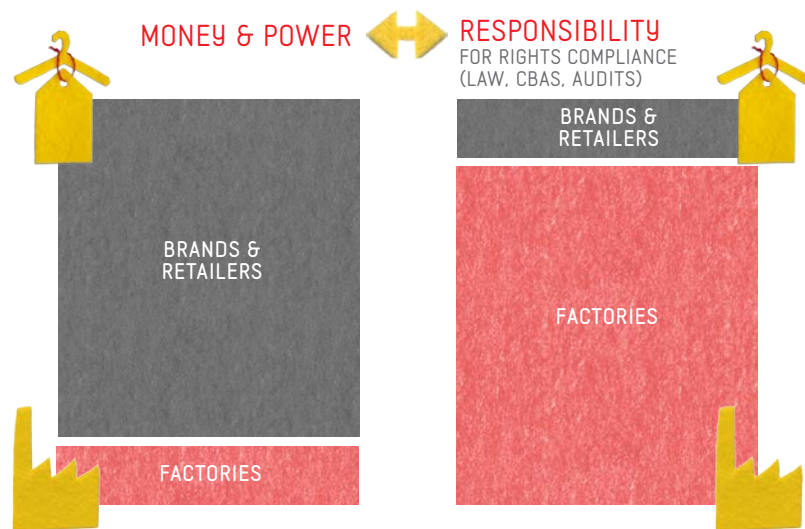 MONEY & POWER
RESPONSIBILITY
FOR RIGHTS COMPLIANCE
(LAW, CBAS, AUDITS)
BRANDS &
RETAILERS
FACTORIES
BRANDS &
RETAILERS
FACTORIES